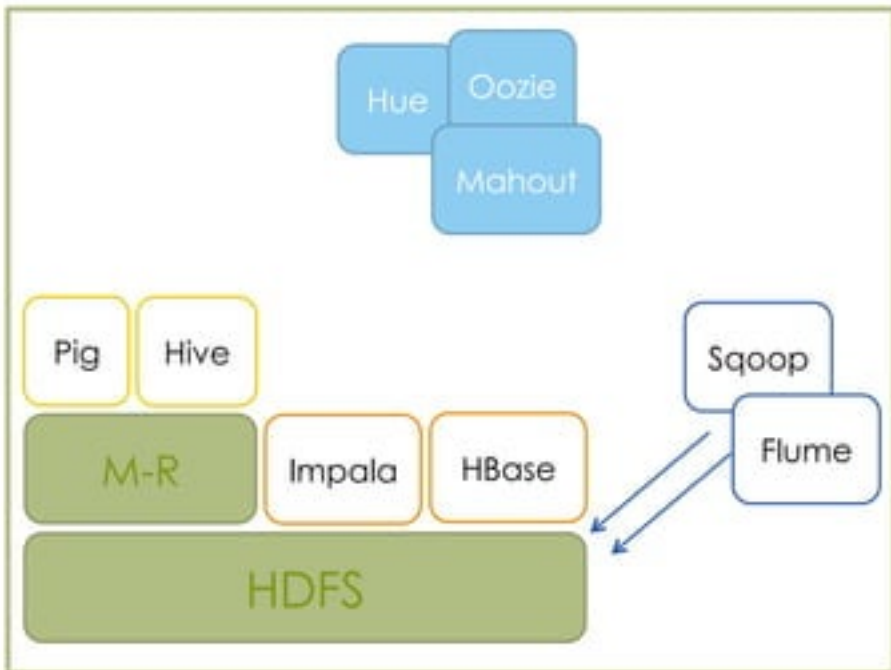 Hue
Oozie
Mahout
Pig
Hive
Sqoop
M-R
Impala
HBase
Flume
HDFS